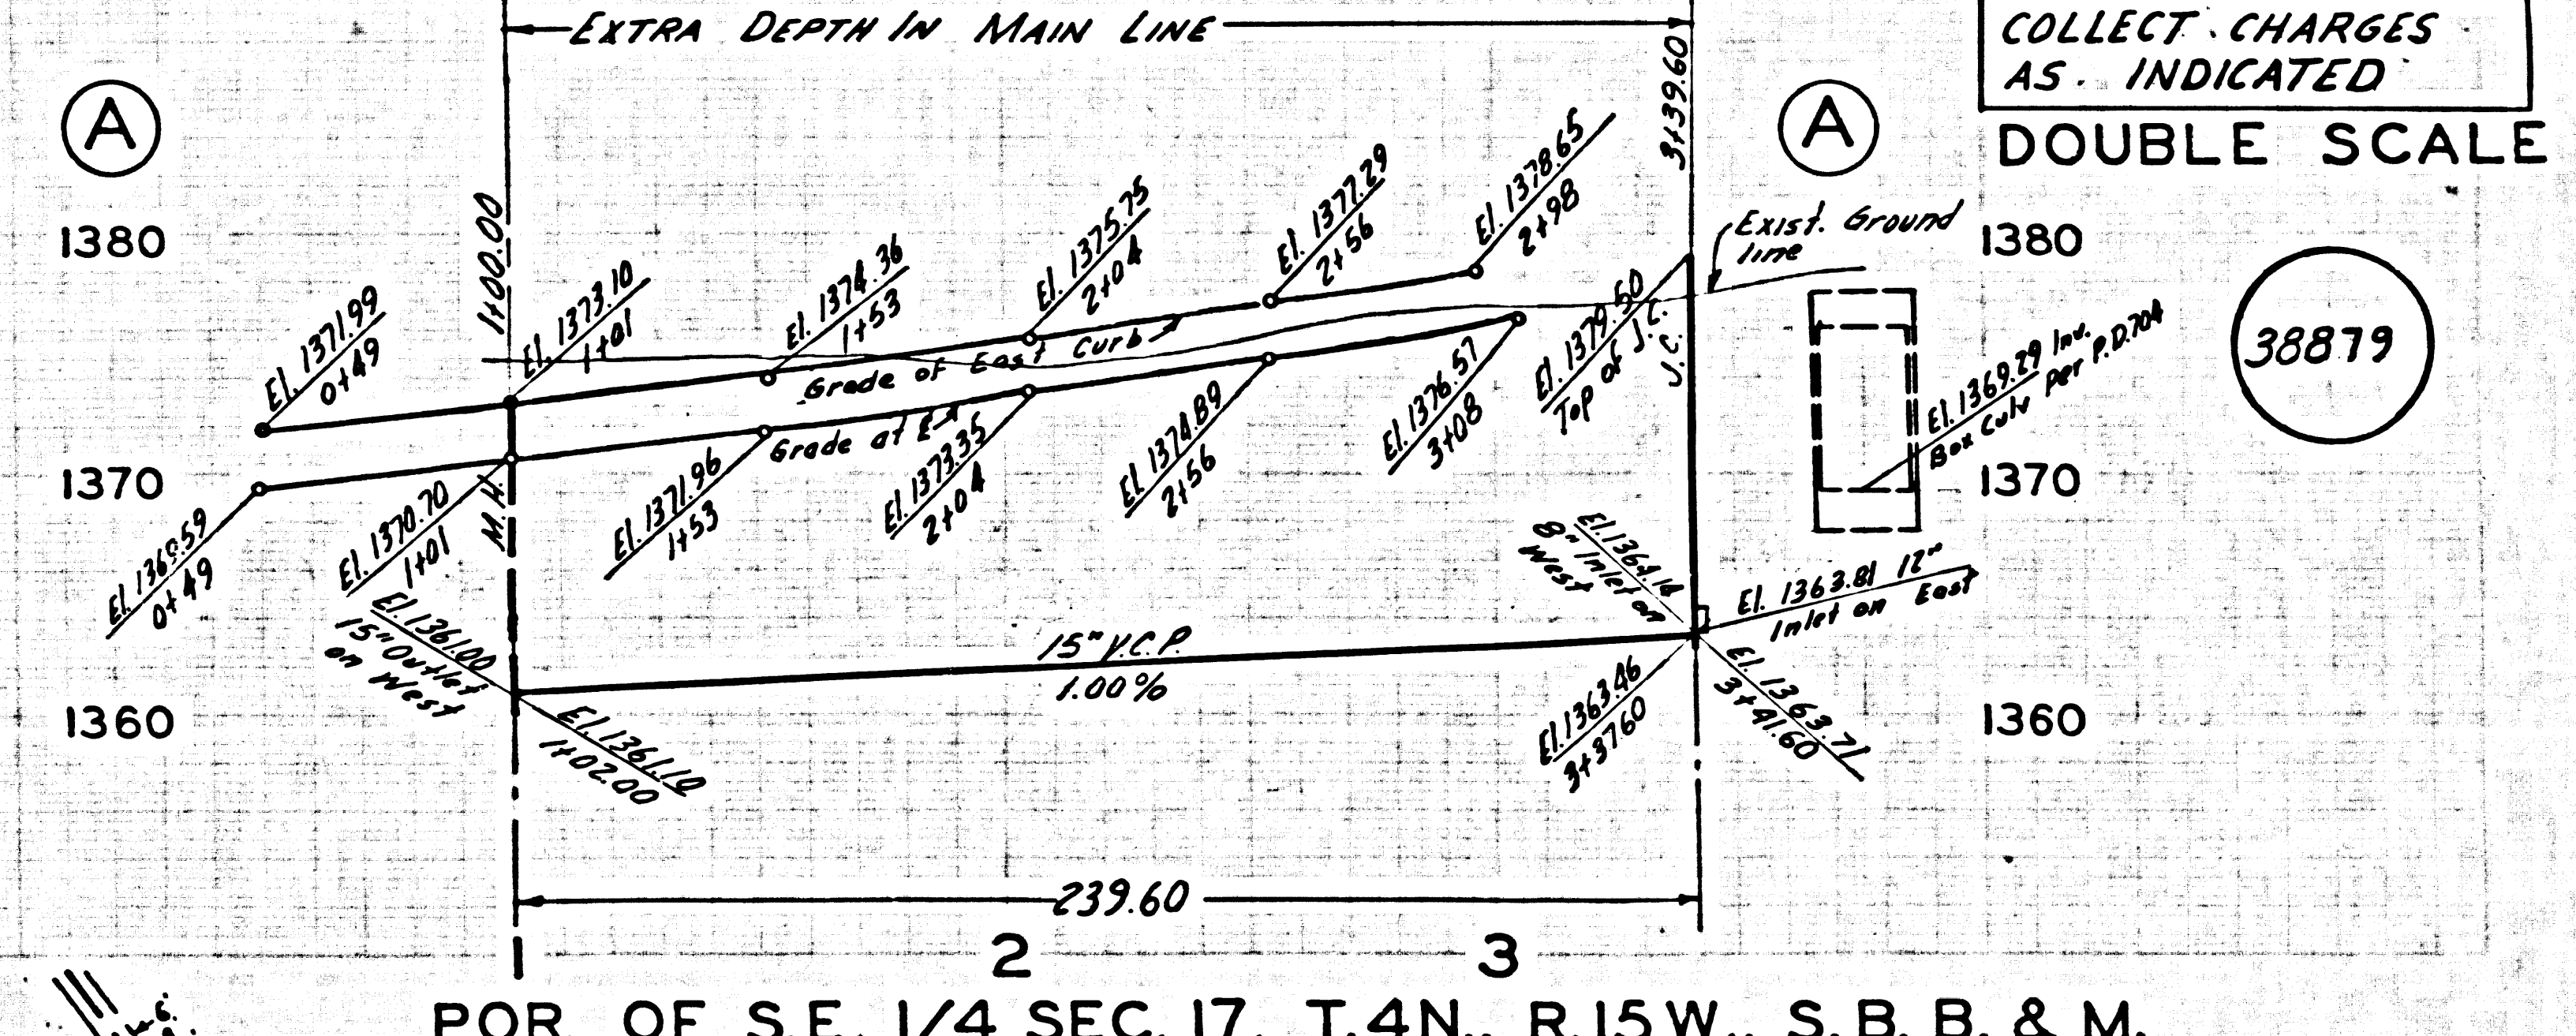 EXTRA DEPTH IN MAIN LINE
COLLECT CHARGES
AS. INDICATED
DOUBLE SCALE
A
A
1+00.00
3+39.60
1380
1380
El. 1371.99
0+49
El. 1373.10
1+01
El. 1374.36
1+53
El. 1375.75
2+04
El. 1377.29
2+56
El. 1378.65
2+98
Exist. Ground
line
El. 1379.50
Top of J.C.
J.C.
38879
Grade of East Curb
Grade at ℄
El. 1369.29 Inv.
Box Culv per P.D.704
1370
1370
El. 1369.59
0+49
El. 1370.70
1+01
M.H.
El. 1371.96
1+53
El. 1373.35
2+04
El. 1374.89
2+56
El. 1376.57
3+08
El. 1361.00
15" Outlet
on West
El. 1364.14
8" Inlet on
West
El. 1363.81 12"
Inlet on East
15" V.C.P.
1.00%
1360
1360
El. 1361.10
1+02.00
El. 1363.46
3+37.60
El. 1363.71
3+41.60
239.60
2
3
POR. OF S.E. 1/4 SEC. 17, T.4N., R.15W., S.B.B. & M.